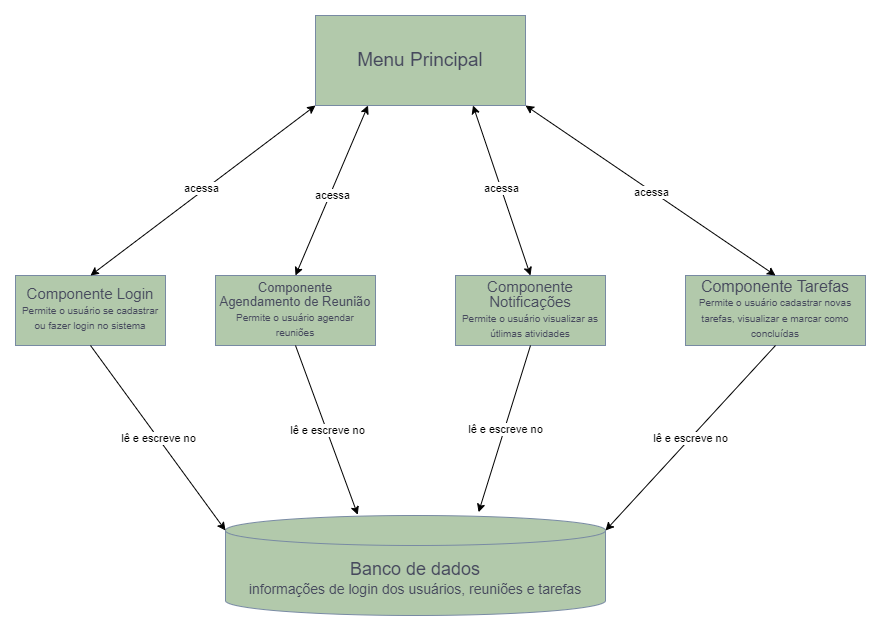 Menu Principal
acessa
acessa
acessa
acessa
Componente Login
Permite o usuário se cadastrar
ou fazer login no sistema
Componente
Agendamento de Reunião
Permite o usuário agendar
reuniões
Componente
Notificações
Permite o usuário visualizar as
útlimas atividades
Componente Tarefas
Permite o usuário cadastrar novas
tarefas, visualizar e marcar como
concluídas
lê e escreve no
lê e escreve no
lê e escreve no
lê e escreve no
Banco de dados
informações de login dos usuários, reuniões e tarefas